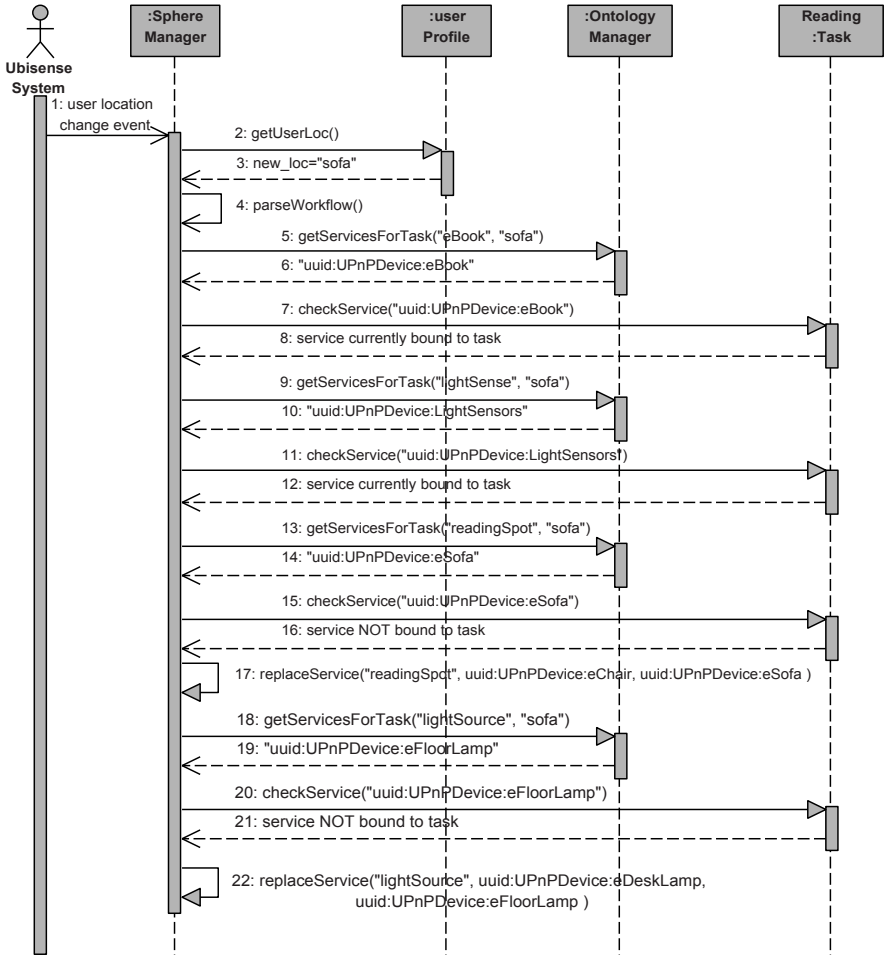 :Sphere
Manager
:user
Profile
:Ontology
Manager
Reading
:Task
Ubisense
System
1: user location
change event
2: getUserLoc()
3: new_loc="sofa"
4: parseWorkflow()
5: getServicesForTask("eBook", "sofa")
6: "uuid:UPnPDevice:eBook"
7: checkService("uuid:UPnPDevice:eBook")
8: service currently bound to task
9: getServicesForTask("lightSense", "sofa")
10: "uuid:UPnPDevice:LightSensors"
11: checkService("uuid:UPnPDevice:LightSensors")
12: service currently bound to task
13: getServicesForTask("readingSpot", "sofa")
14: "uuid:UPnPDevice:eSofa"
15: checkService("uuid:UPnPDevice:eSofa")
16: service NOT bound to task
17: replaceService("readingSpot", uuid:UPnPDevice:eChair, uuid:UPnPDevice:eSofa )
18: getServicesForTask("lightSource", "sofa")
19: "uuid:UPnPDevice:eFloorLamp"
20: checkService("uuid:UPnPDevice:eFloorLamp")
21: service NOT bound to task
22: replaceService("lightSource", uuid:UPnPDevice:eDeskLamp,
uuid:UPnPDevice:eFloorLamp )